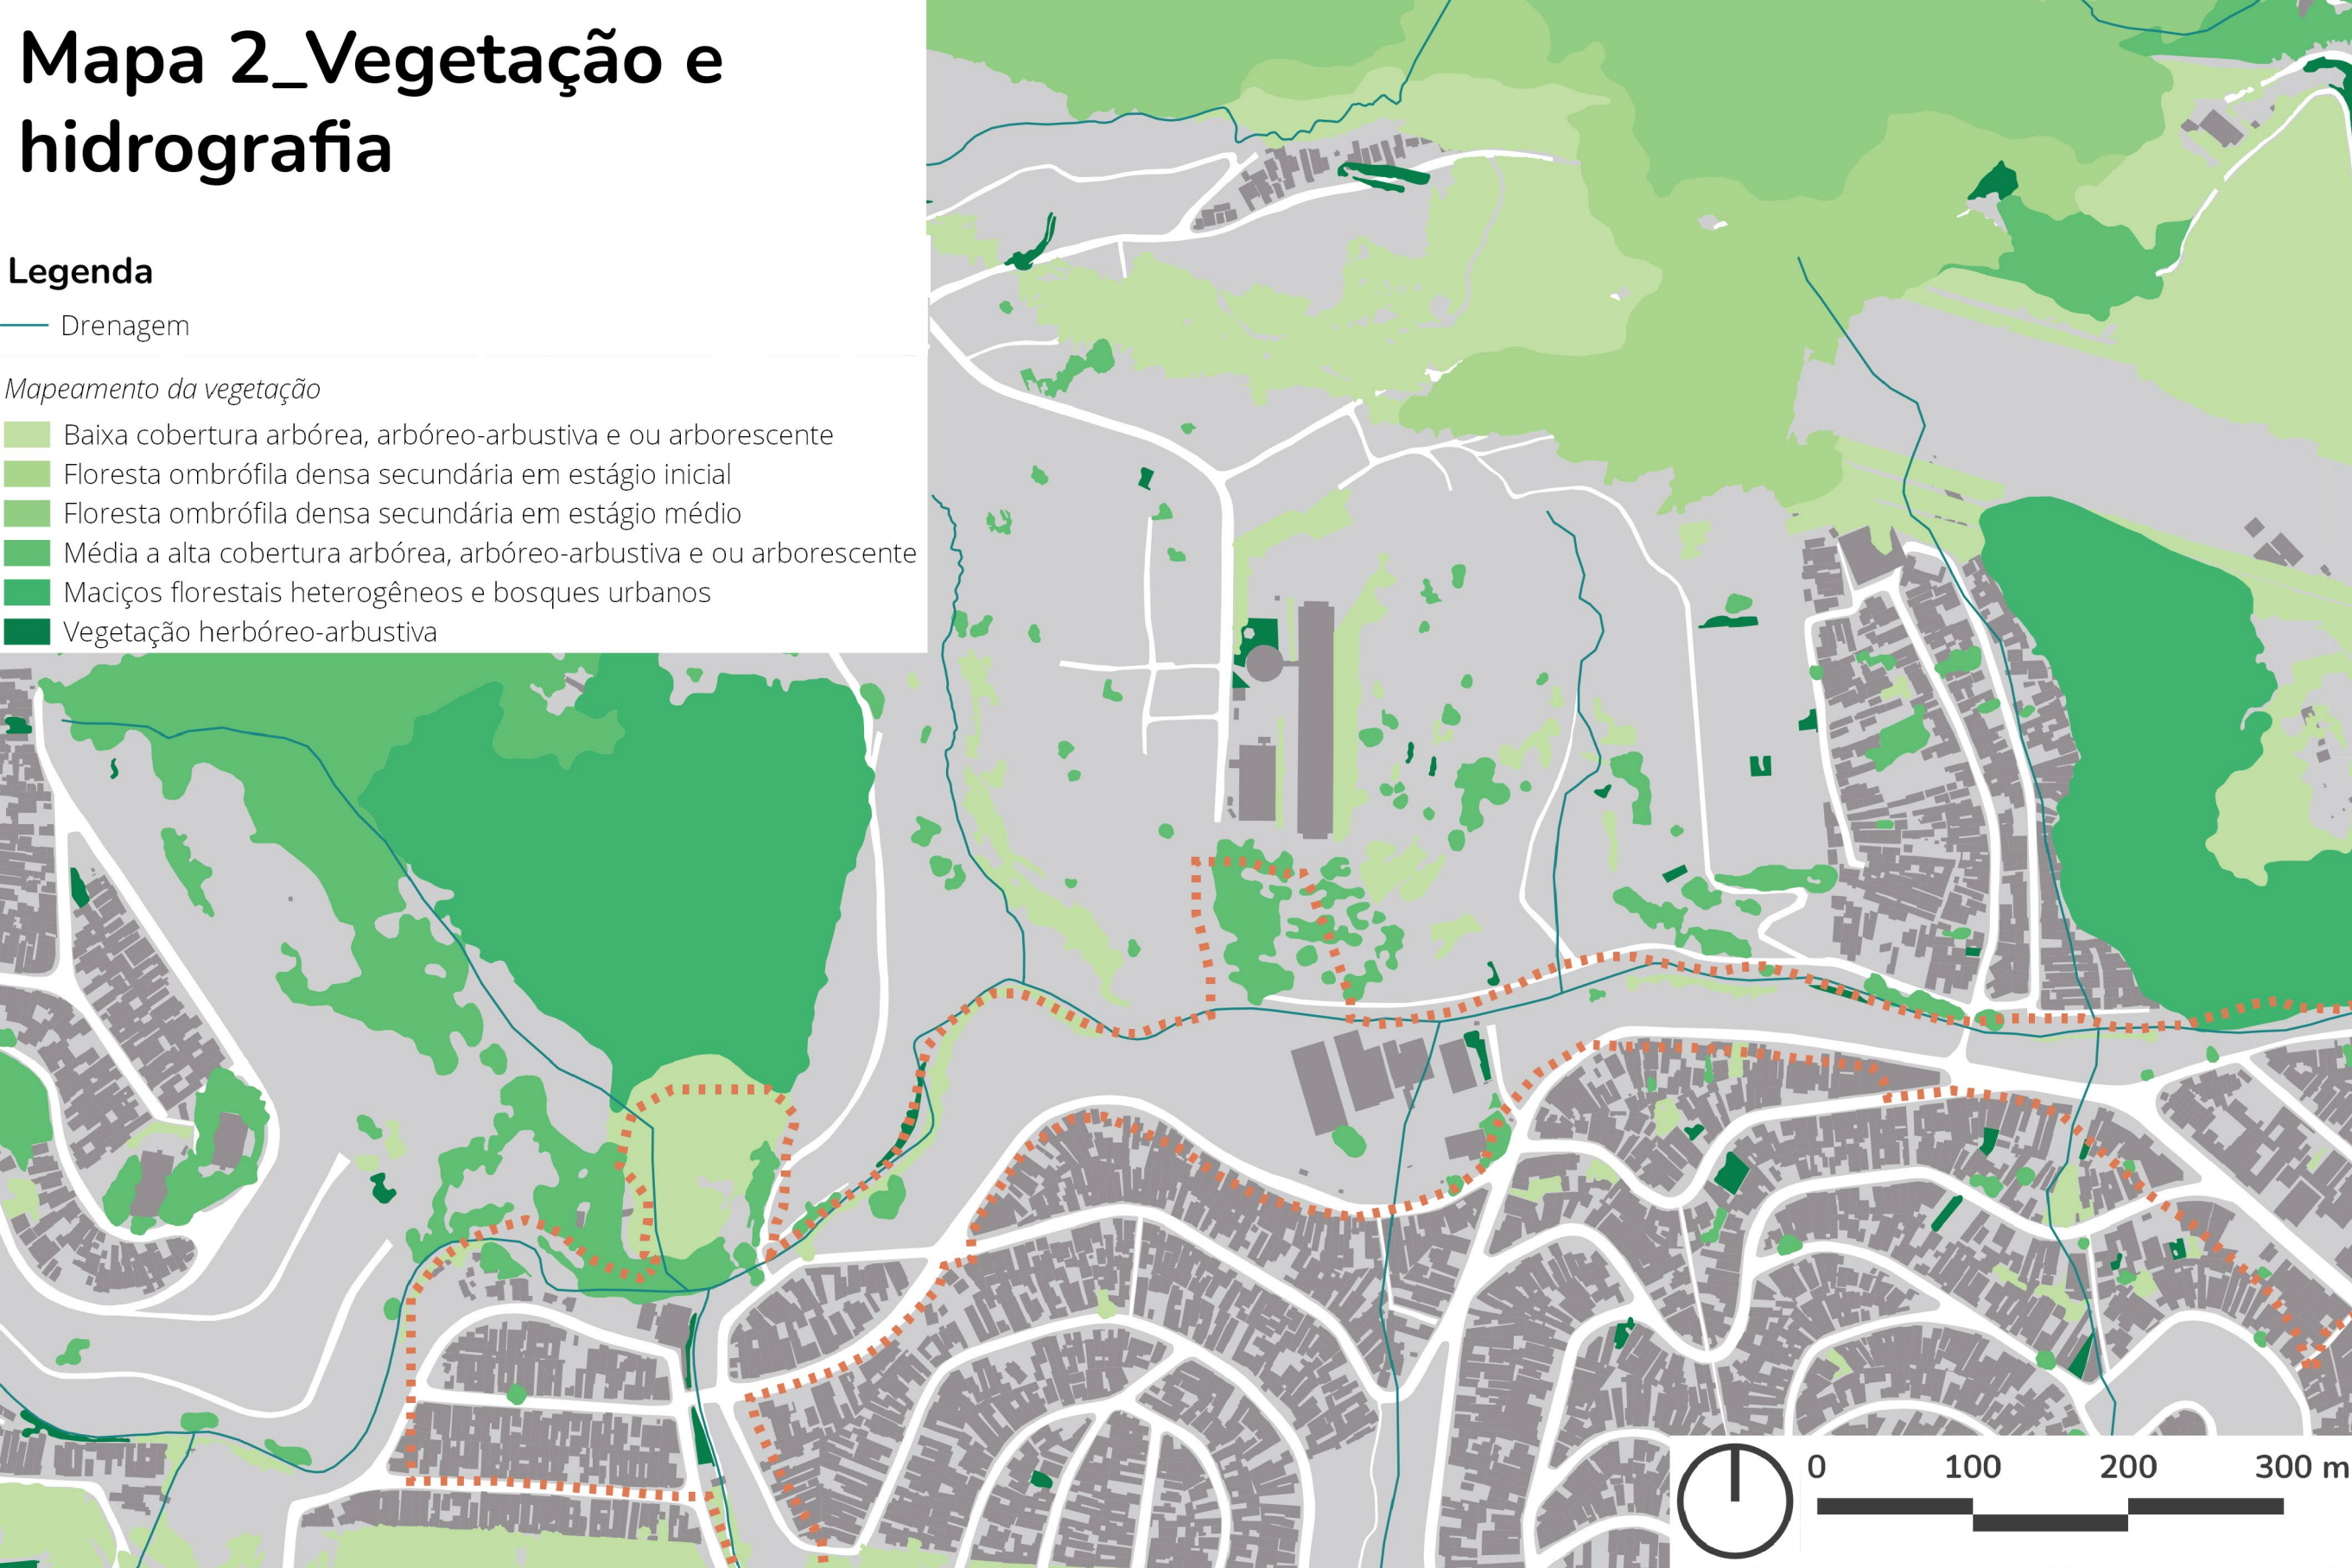 Mapa 2_Vegetação e
hidrografia
Legenda
Drenagem
Mapeamento da vegetação
Baixa cobertura arbórea, arbóreo-arbustiva e ou arborescente
Floresta ombrófila densa secundária em estágio inicial
Floresta ombrófila densa secundária em estágio médio
Média a alta cobertura arbórea, arbóreo-arbustiva e ou arborescente
Maciços florestais heterogêneos e bosques urbanos
Vegetação herbóreo-arbustiva
0 100 200 300 m